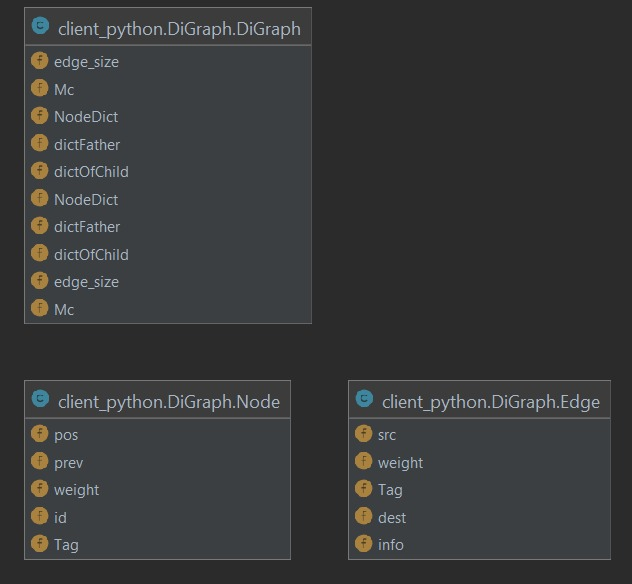 client_python.DiGraph.DiGraph
edge_size
Mc
NodeDict
dictFather
dictOfChild
NodeDict
dictFather
dictOfChild
edge_size
Mc
client_python.DiGraph.Node
pos
prev
weight
id
Tag
client_python.DiGraph.Edge
src
weight
Tag
dest
info